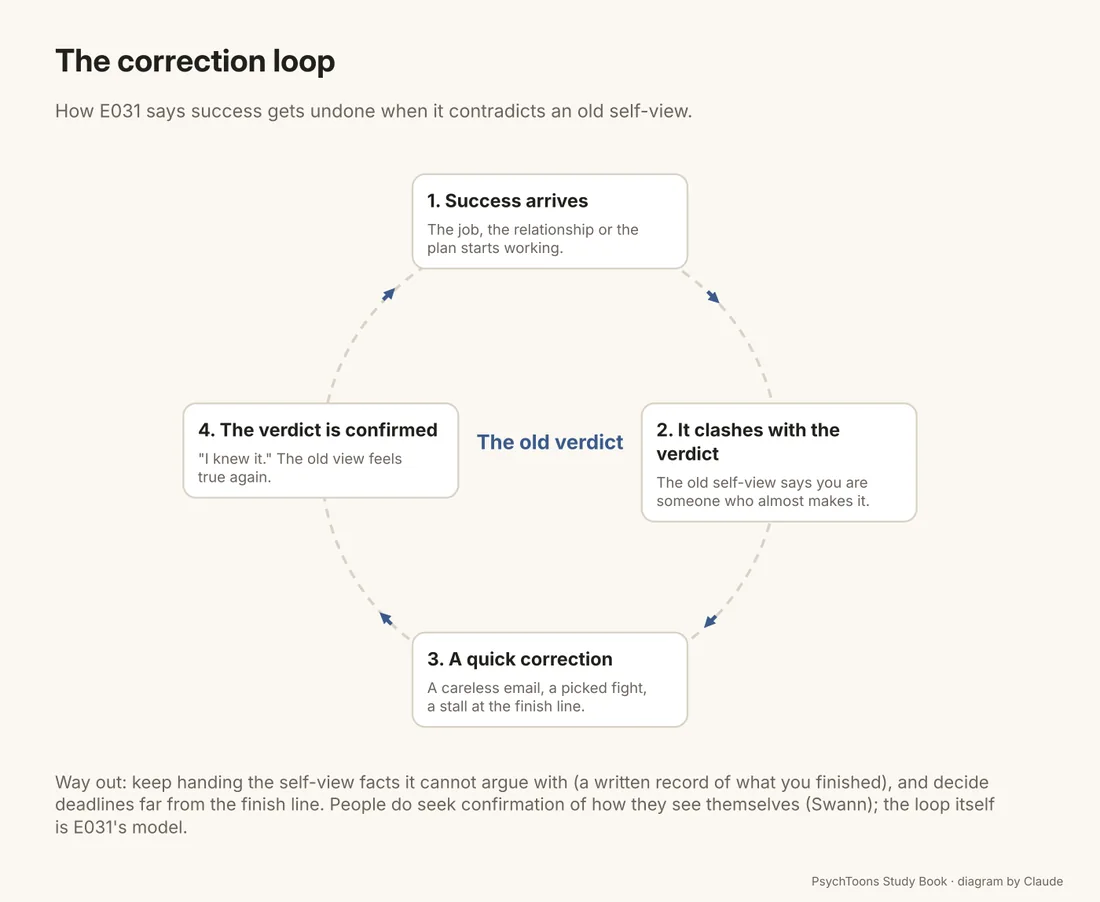 The correction loop
How E031 says success gets undone when it contradicts an old self-view.
1. Success arrives
The job, the relationship or the
plan starts working.
4. The verdict is confirmed
"I knew it." The old view feels
true again.
The old verdict
2. It clashes with the
verdict
The old self-view says you are
someone who almost makes it.
3. A quick correction
A careless email, a picked fight,
a stall at the finish line.
Way out: keep handing the self-view facts it cannot argue with (a written record of what you finished), and decide
deadlines far from the finish line. People do seek confirmation of how they see themselves (Swann); the loop itself
is E031's model.
PsychToons Study Book · diagram by Claude